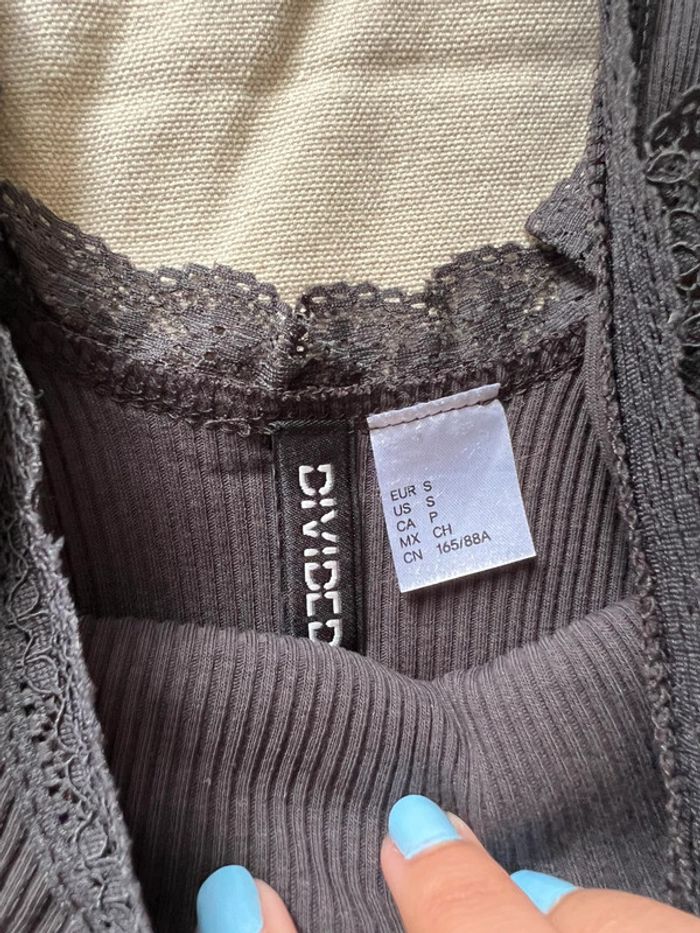 DIVIDED
EUR S
US S
CA P
MX CH
CN 165/88A